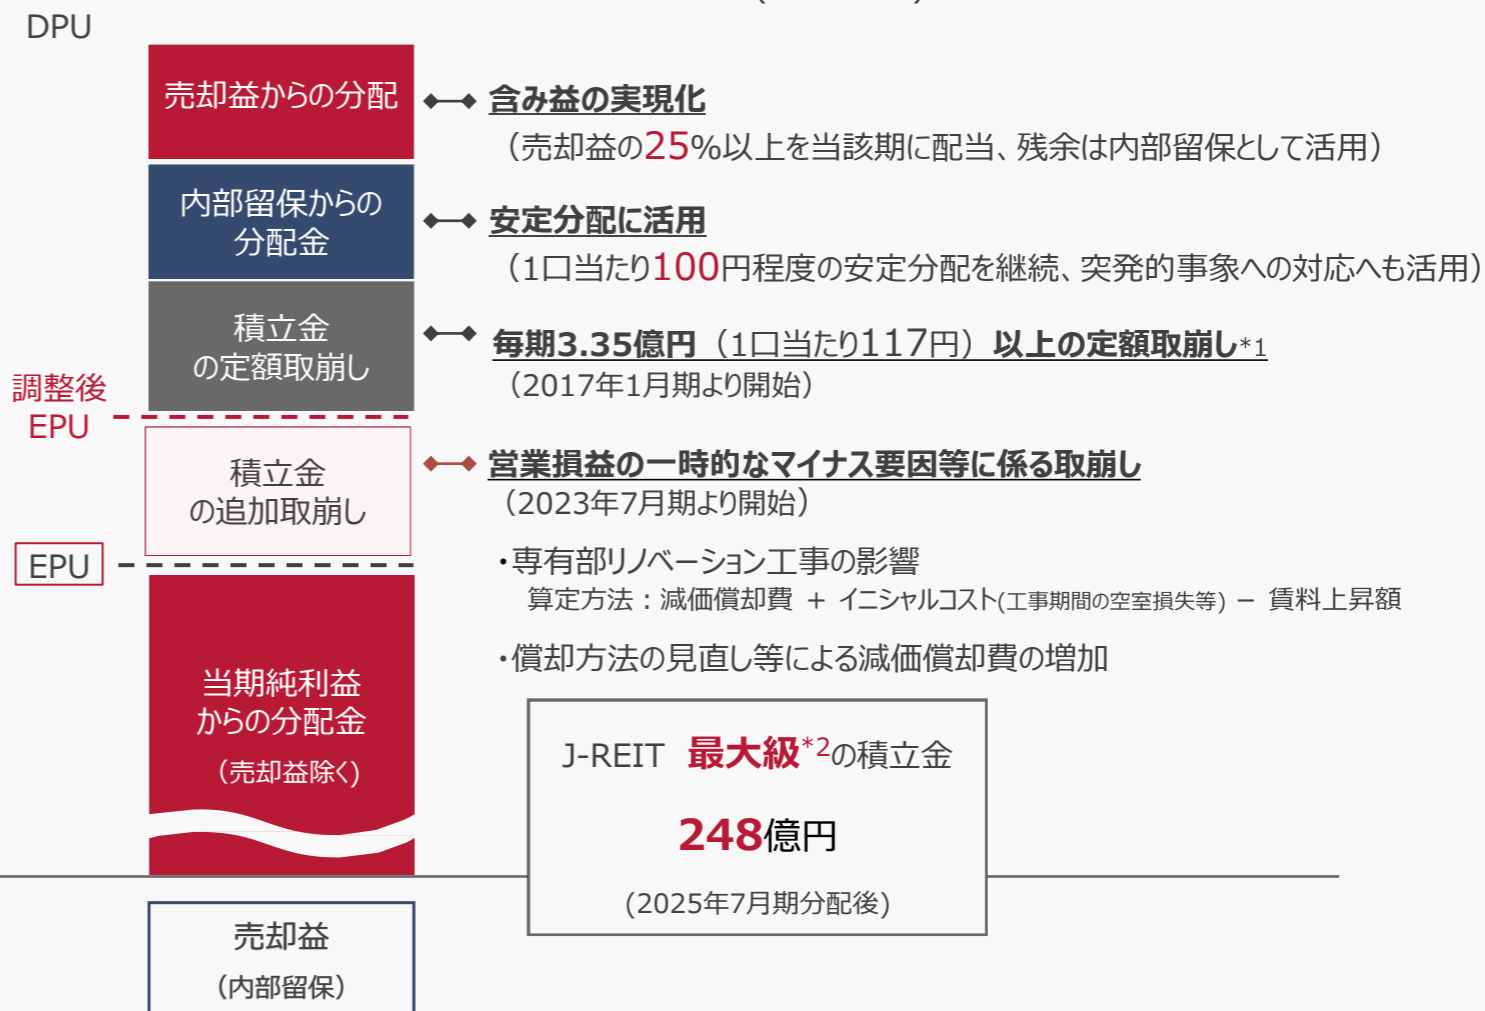 DPU
売却益からの分配
含み益の実現化
（売却益の25%以上を当該期に配当、残余は内部留保として活用）
内部留保からの
分配金
安定分配に活用
（1口当たり100円程度の安定分配を継続、突発的事象への対応へも活用）
積立金
の定額取崩し
毎期3.35億円（1口当たり117円）以上の定額取崩し*1
（2017年1月期より開始）
調整後
EPU
積立金
の追加取崩し
営業損益の一時的なマイナス要因等に係る取崩し
（2023年7月期より開始）
EPU
・専有部リノベーション工事の影響
算定方法：減価償却費 ＋ イニシャルコスト(工事期間の空室損失等) － 賃料上昇額
・償却方法の見直し等による減価償却費の増加
当期純利益
からの分配金
（売却益除く）
J-REIT 最大級*2の積立金
248億円
(2025年7月期分配後)
売却益
（内部留保）